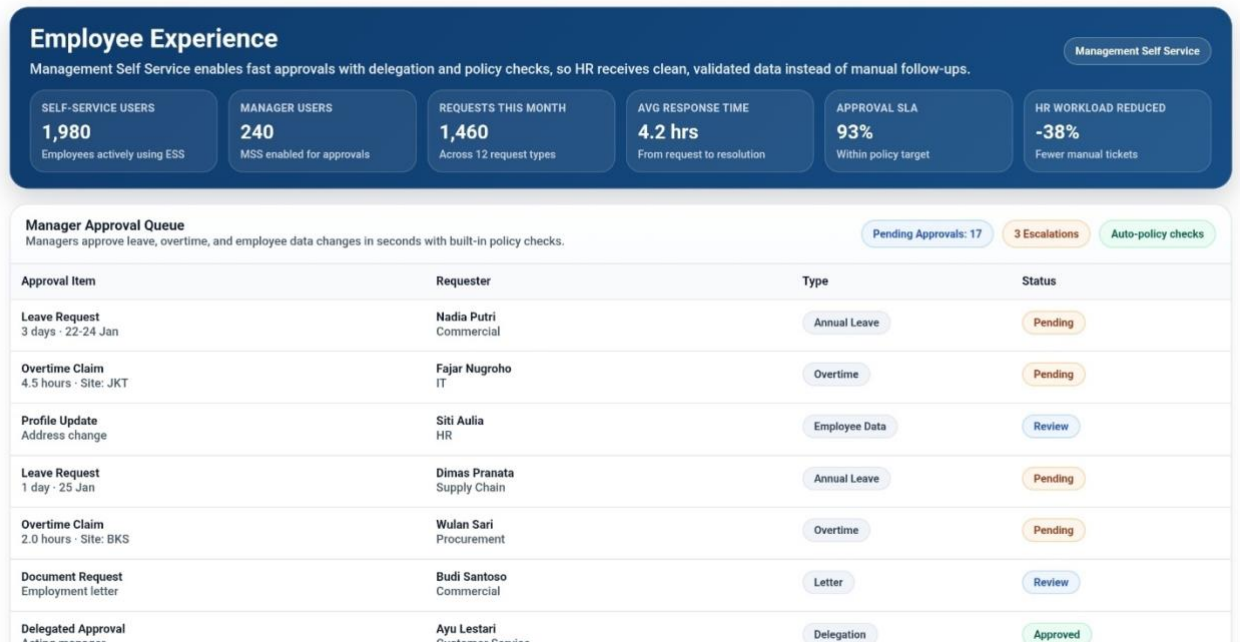 Employee Experience
Management Self Service
Management Self Service enables fast approvals with delegation and policy checks, so HR receives clean, validated data instead of manual follow-ups.
SELF-SERVICE USERS
1,980
Employees actively using ESS
MANAGER USERS
240
MSS enabled for approvals
REQUESTS THIS MONTH
1,460
Across 12 request types
AVG RESPONSE TIME
4.2 hrs
From request to resolution
APPROVAL SLA
93%
Within policy target
HR WORKLOAD REDUCED
-38%
Fewer manual tickets
Manager Approval Queue
Managers approve leave, overtime, and employee data changes in seconds with built-in policy checks.
Pending Approvals: 17
3 Escalations
Auto-policy checks
Approval Item Requester Type Status
Leave Request Nadia Putri Annual Leave Pending
3 days · 22-24 Jan Commercial
Overtime Claim Fajar Nugroho Overtime Pending
4.5 hours · Site: JKT IT
Profile Update Siti Aulia Employee Data Review
Address change HR
Leave Request Dimas Pranata Annual Leave Pending
1 day · 25 Jan Supply Chain
Overtime Claim Wulan Sari Overtime Pending
2.0 hours · Site: BKS Procurement
Document Request Budi Santoso Letter Review
Employment letter Commercial
Delegated Approval Ayu Lestari Delegation Approved